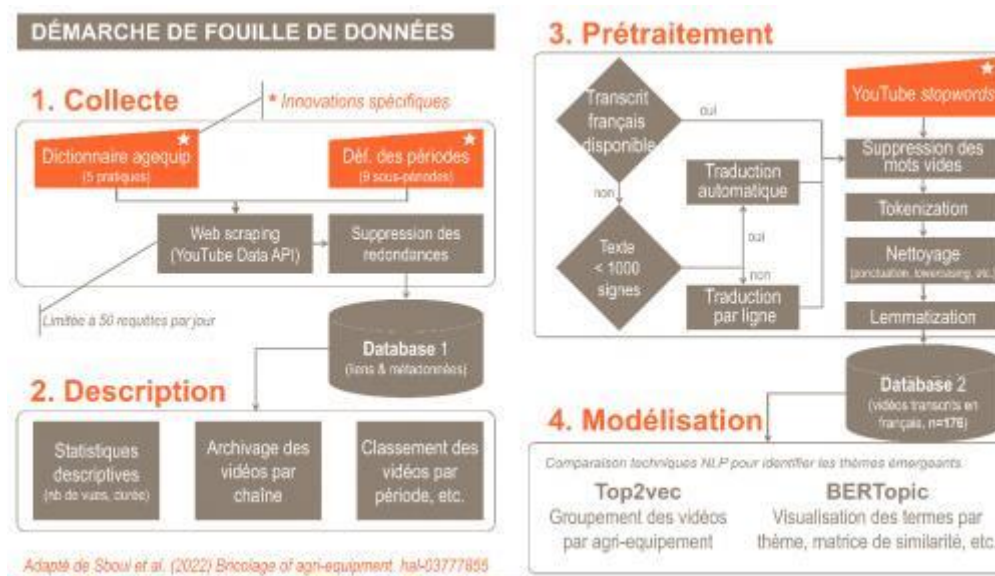 DÉMARCHE DE FOUILLE DE DONNÉES
1. Collecte
* Innovations spécifiques
Dictionnaire agequip
(5 pratiques)
Déf. des périodes
(9 sous-périodes)
Web scraping
(YouTube Data API)
Suppression des
redondances
Limitée à 50 requêtes par jour
Database 1
(liens & métadonnées)
2. Description
Statistiques
descriptives
(nb de vues, durée)
Archivage des
vidéos par
chaîne
Classement des
vidéos par
période, etc.
Adapté de Sboui et al. (2022) Bricolage of agri-equipment. hal-03777855
3. Prétraitement
Transcrit
français
disponible
oui
non
Texte
< 1000
signes
Traduction
automatique
oui
non
Traduction
par ligne
YouTube stopwords
Suppression des
mots vides
Tokenization
Nettoyage
(ponctuation, lowercasing, etc.)
Lemmatization
Database 2
(vidéos transcrits en
français, n=176)
4. Modélisation
Comparaison techniques NLP pour identifier les thèmes émergeants.
Top2vec
Groupement des vidéos
par agri-equipement
BERTopic
Visualisation des termes par
thème, matrice de similarité, etc.